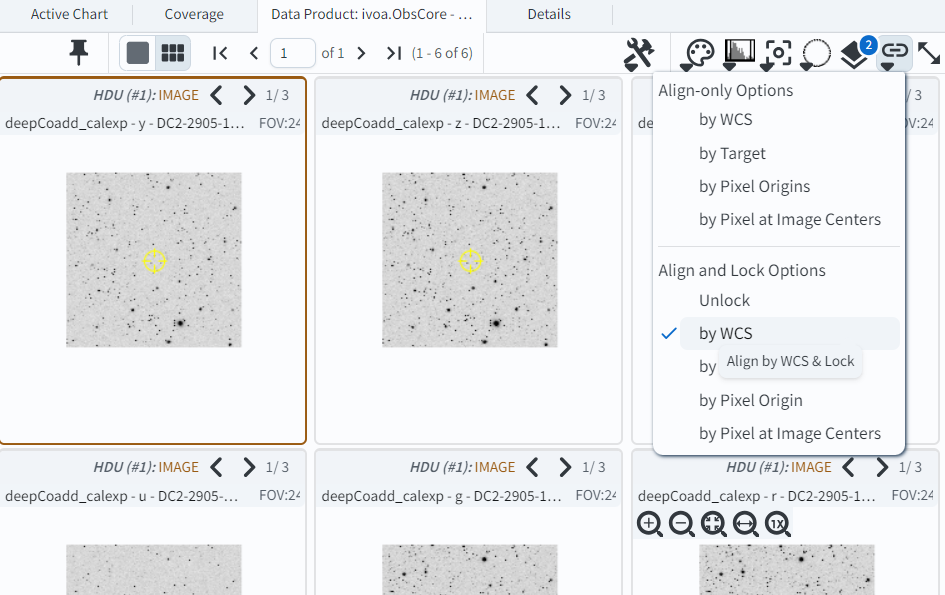 Active Chart Coverage Data Product: ivoa.ObsCore - ... Details
1 of 1 (1 - 6 of 6) 2
HDU (#1): IMAGE 1/ 3
deepCoadd_calexp - y - DC2-2905-1... FOV:24
HDU (#1): IMAGE 1/ 3
deepCoadd_calexp - z - DC2-2905-1... FOV:24
/ 3
de OV:24
Align-only Options
by WCS
by Target
by Pixel Origins
by Pixel at Image Centers
Align and Lock Options
Unlock
by WCS
by
Align by WCS & Lock
by Pixel Origin
by Pixel at Image Centers
HDU (#1): IMAGE 1/ 3
deepCoadd_calexp - u - DC2-2905-... FOV:24
HDU (#1): IMAGE 1/ 3
deepCoadd_calexp - g - DC2-2905-1... FOV:24
HDU (#1): IMAGE 1/ 3
deepCoadd_calexp - r - DC2-2905-1... FOV:24
1X